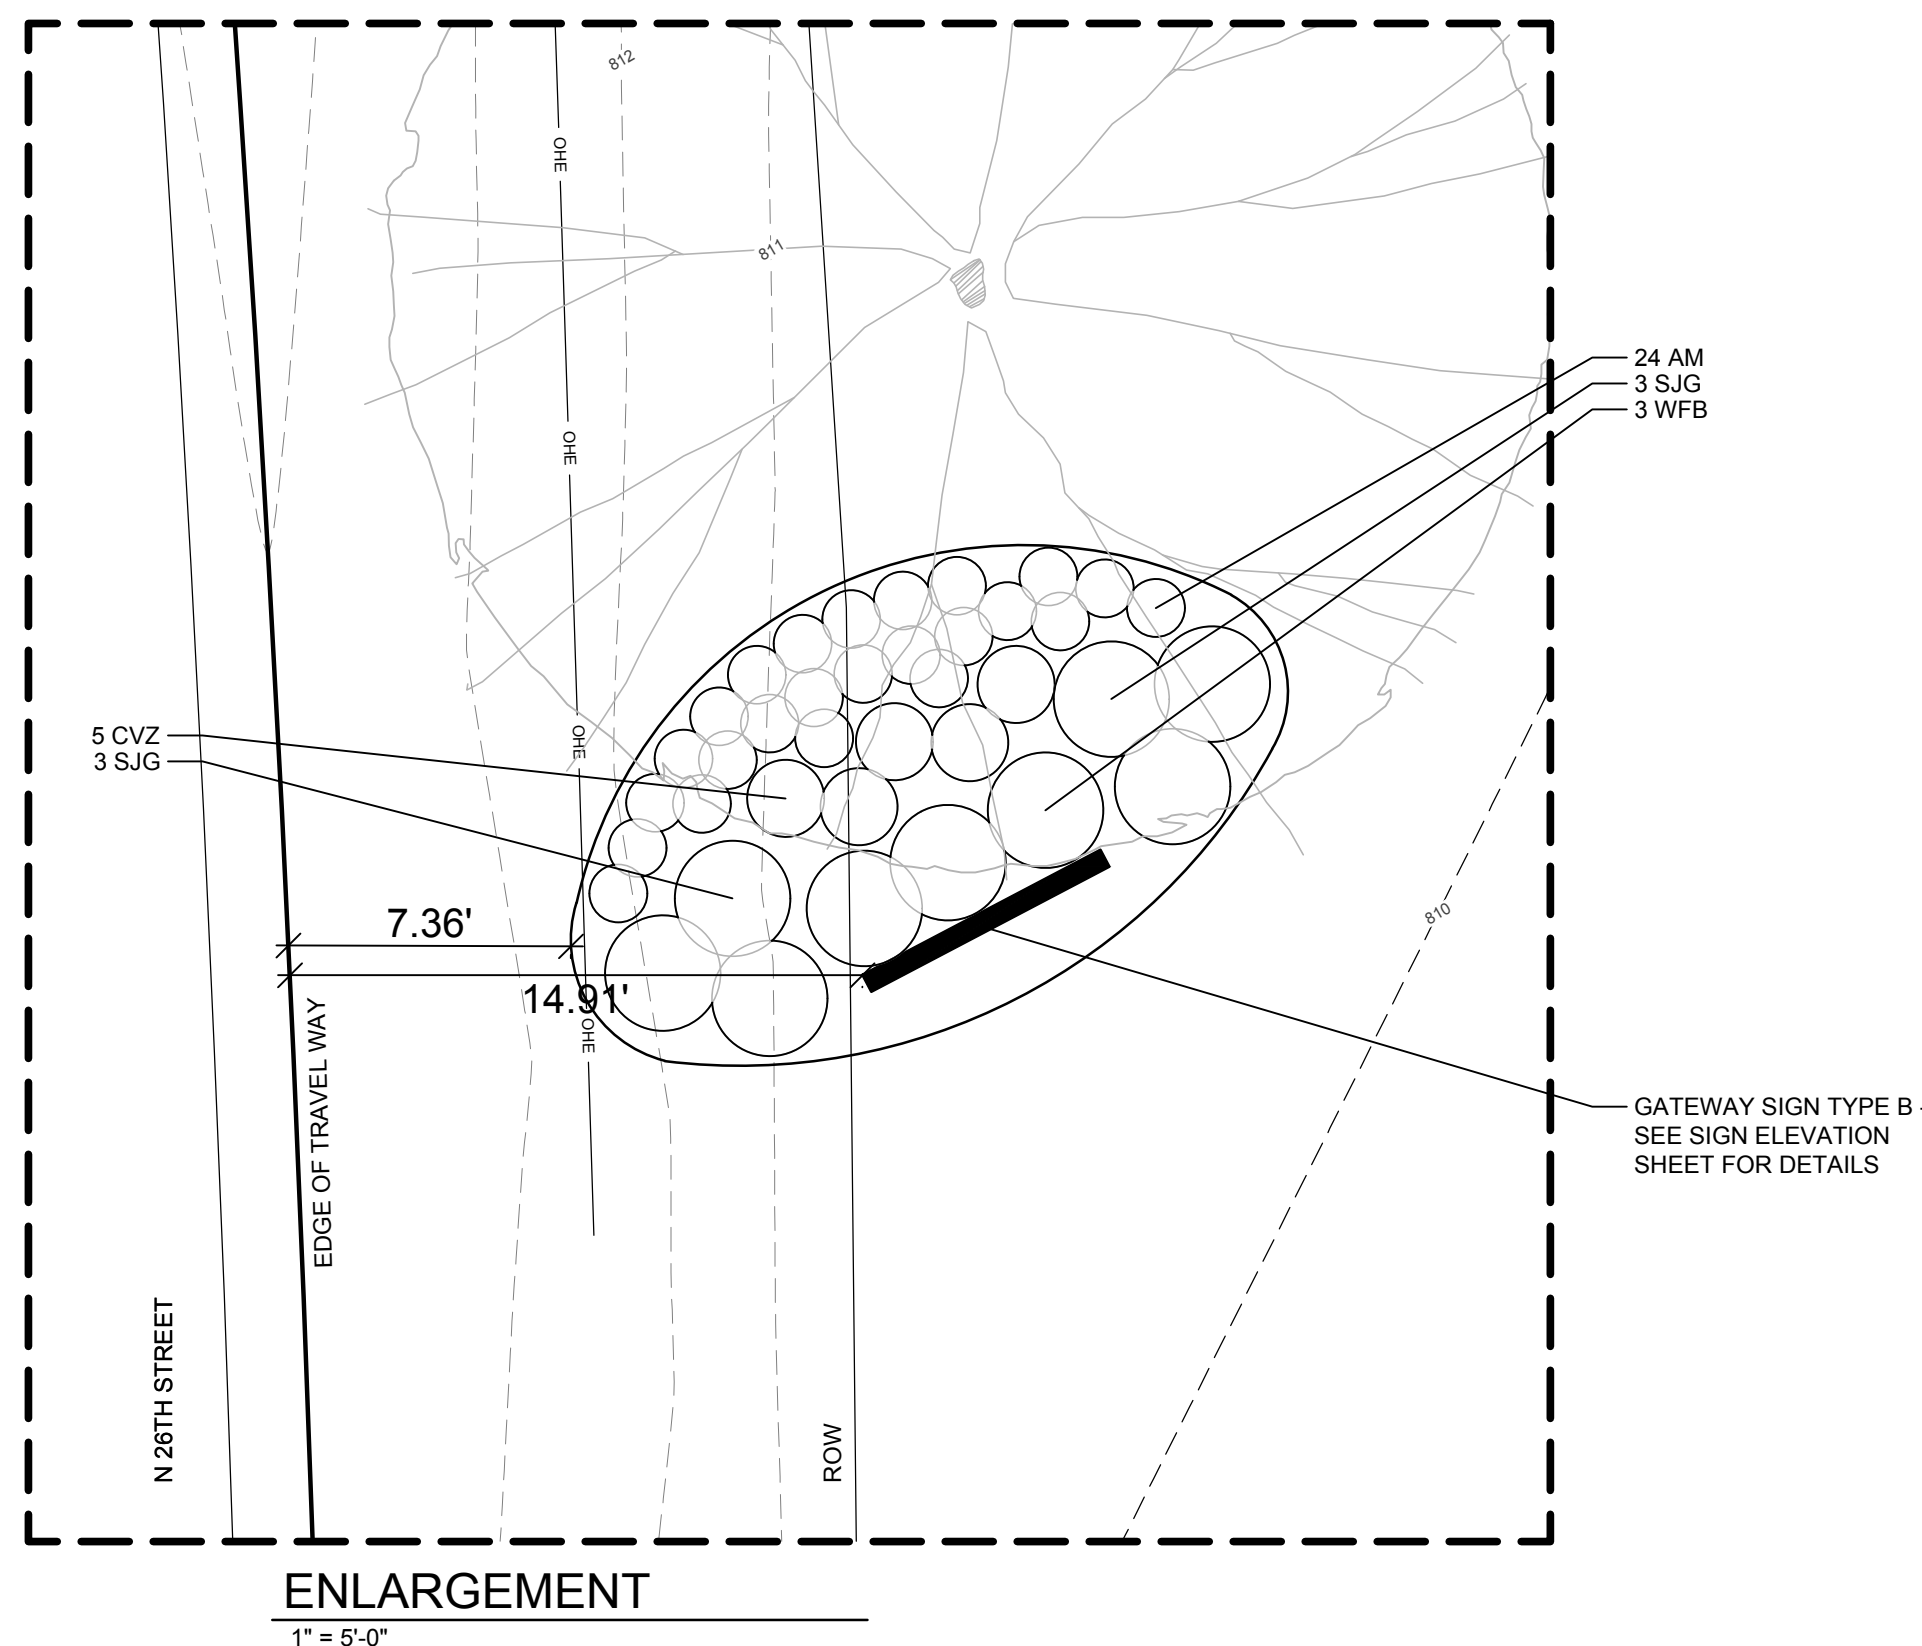 812
OHE
811
OHE
24 AM
3 SJG
3 WFB
5 CVZ
3 SJG
OHE
810
7.36'
14.91'
OHE
EDGE OF TRAVEL WAY
GATEWAY SIGN TYPE B -
SEE SIGN ELEVATION
SHEET FOR DETAILS
N 26TH STREET
ROW
ENLARGEMENT
1" = 5'-0"